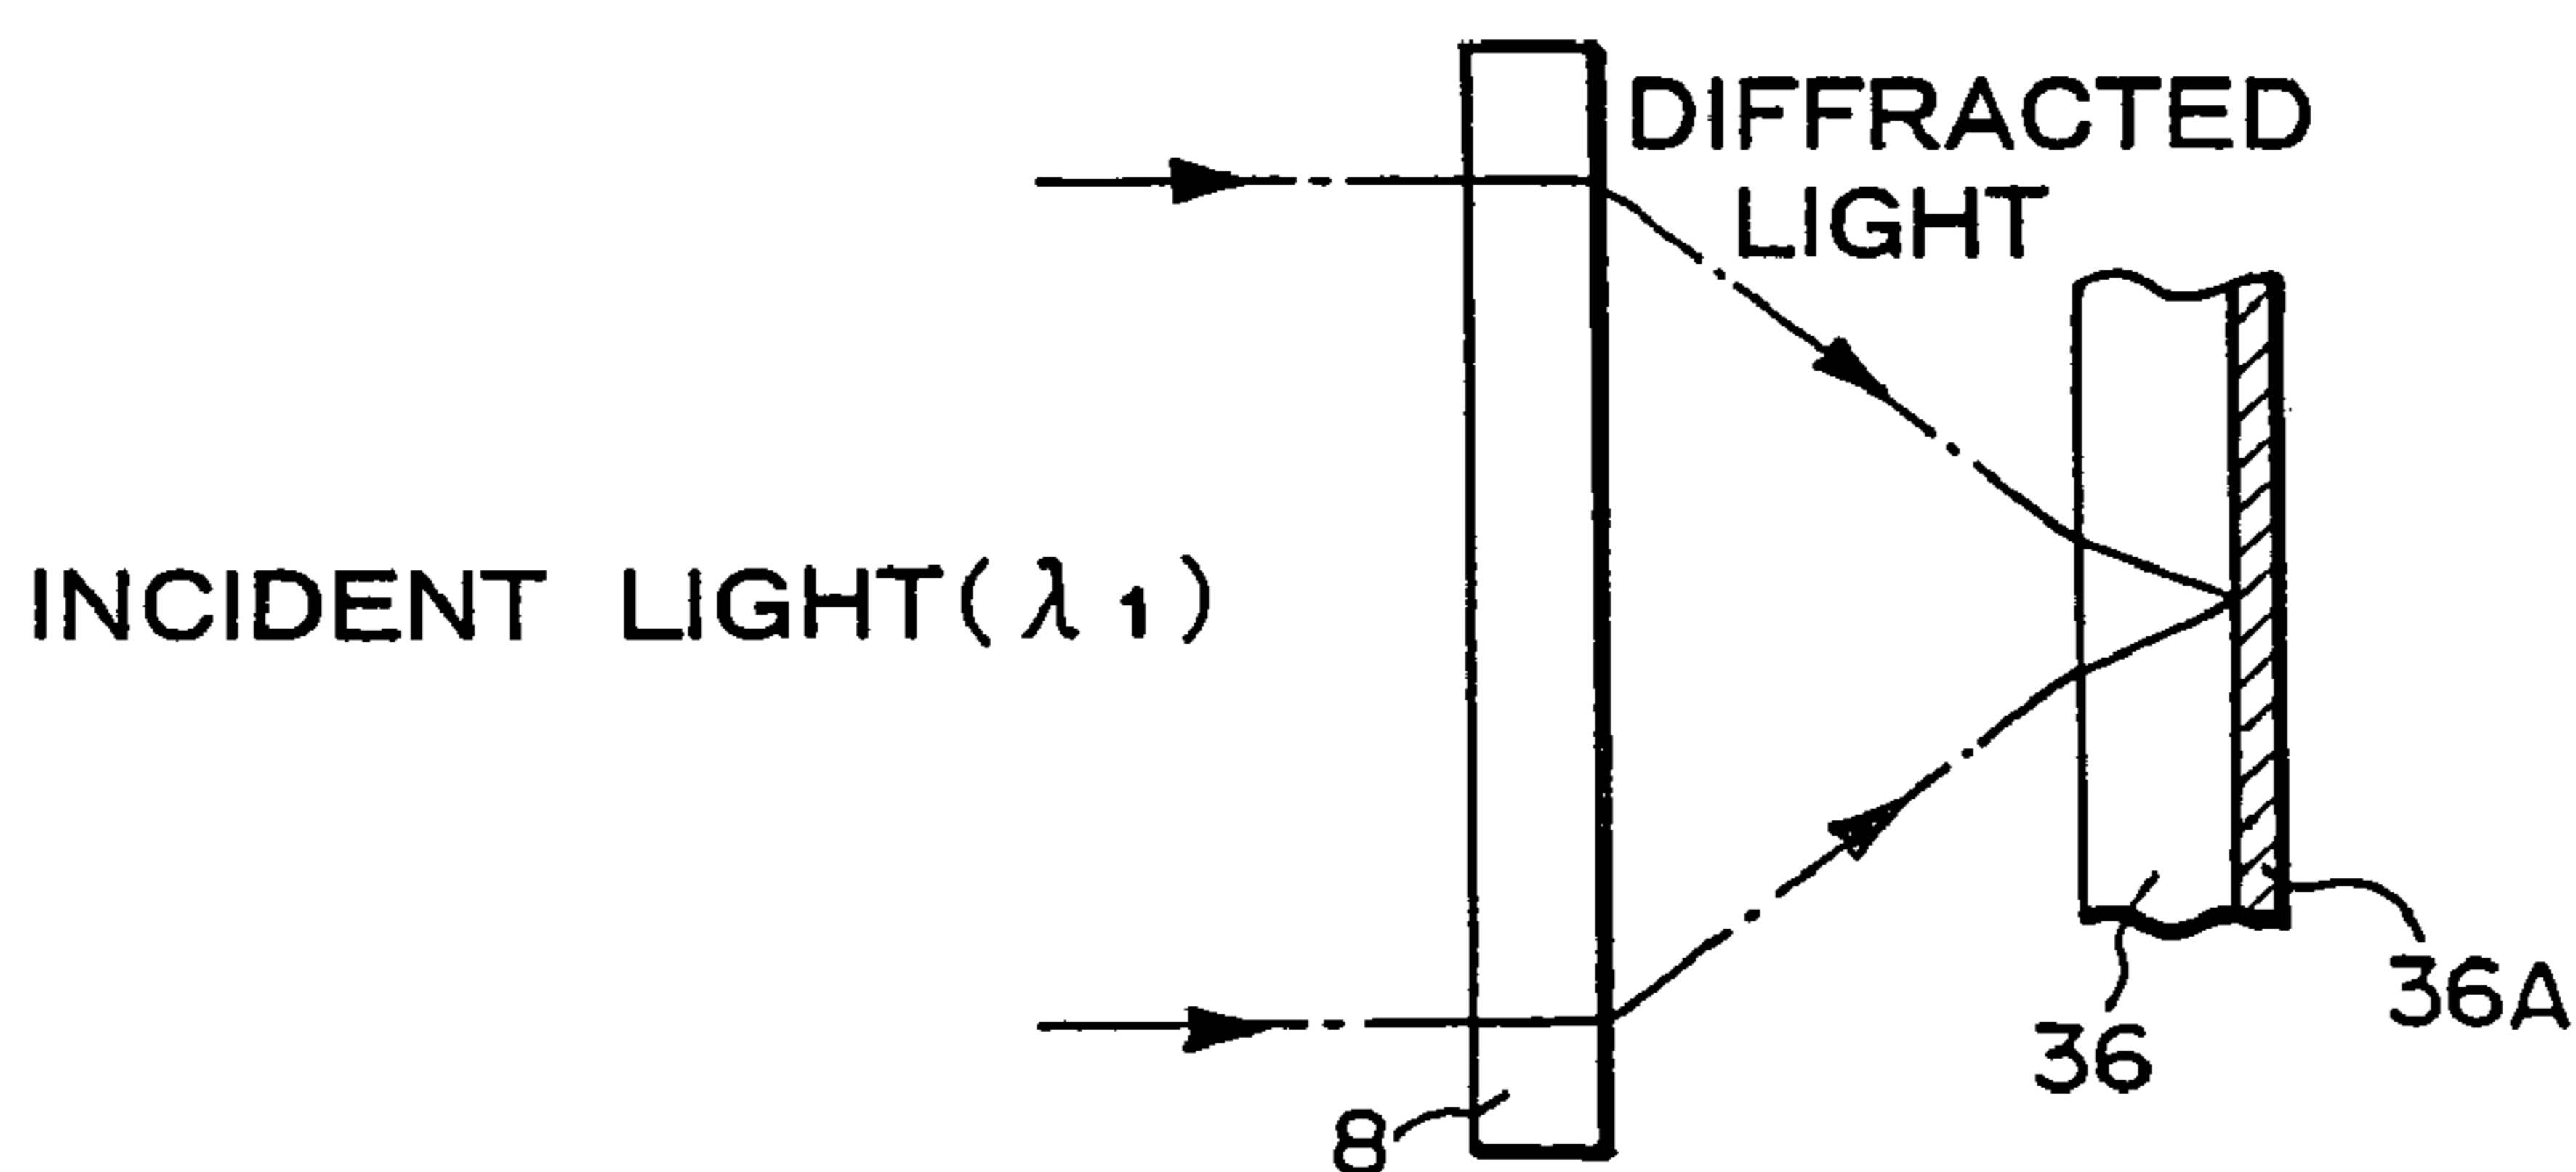 DIFFRACTED
LIGHT
INCIDENT LIGHT(λ1)
36A
36
8